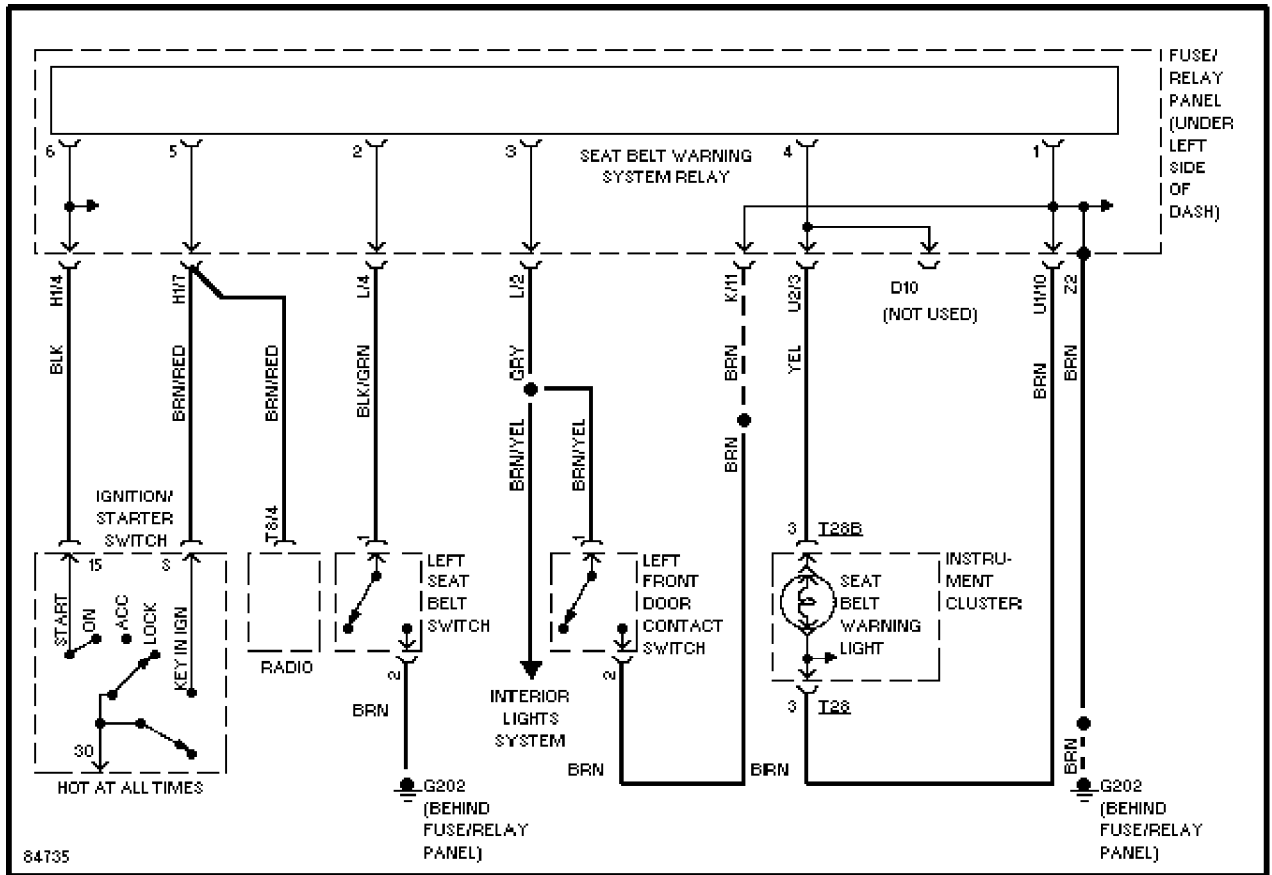 FUSE/
RELAY
PANEL
(UNDER
LEFT
SIDE
OF
DASH)
6
5
2
3
SEAT BELT WARNING
SYSTEM RELAY
4
1
H1/4
H1/7
L/4
L/2
K/11
U2/3
D10
(NOT USED)
U1/10
Z2
BLK
BRN/RED
BRN/RED
BLK/GRN
GRY
BRN
YEL
BRN
BRN
BRN/YEL
BRN/YEL
BRN
IGNITION/
STARTER
SWITCH
T8/4
1
1
3 T28B
15
S
START
ON
ACC
LOCK
KEY IN IGN
30
HOT AT ALL TIMES
RADIO
LEFT
SEAT
BELT
SWITCH
2
BRN
G202
(BEHIND
FUSE/RELAY
PANEL)
INTERIOR
LIGHTS
SYSTEM
LEFT
FRONT
DOOR
CONTACT
SWITCH
2
BRN
BRN
INSTRU-
MENT
CLUSTER
SEAT
BELT
WARNING
LIGHT
3 T28
BRN
G202
(BEHIND
FUSE/RELAY
PANEL)
84735